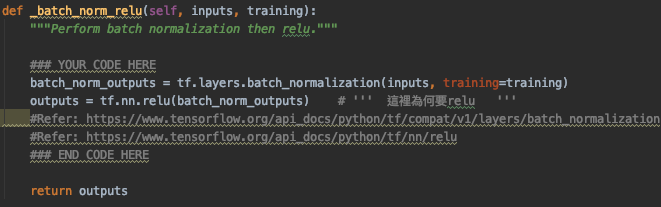 def _batch_norm_relu(self, inputs, training):
"""Perform batch normalization then relu."""
### YOUR CODE HERE
batch_norm_outputs = tf.layers.batch_normalization(inputs, training=training)
outputs = tf.nn.relu(batch_norm_outputs) # ''' 這裡為何要relu '''
#Refer: https://www.tensorflow.org/api_docs/python/tf/compat/v1/layers/batch_normalization
#Refer: https://www.tensorflow.org/api_docs/python/tf/nn/relu
### END CODE HERE
return outputs